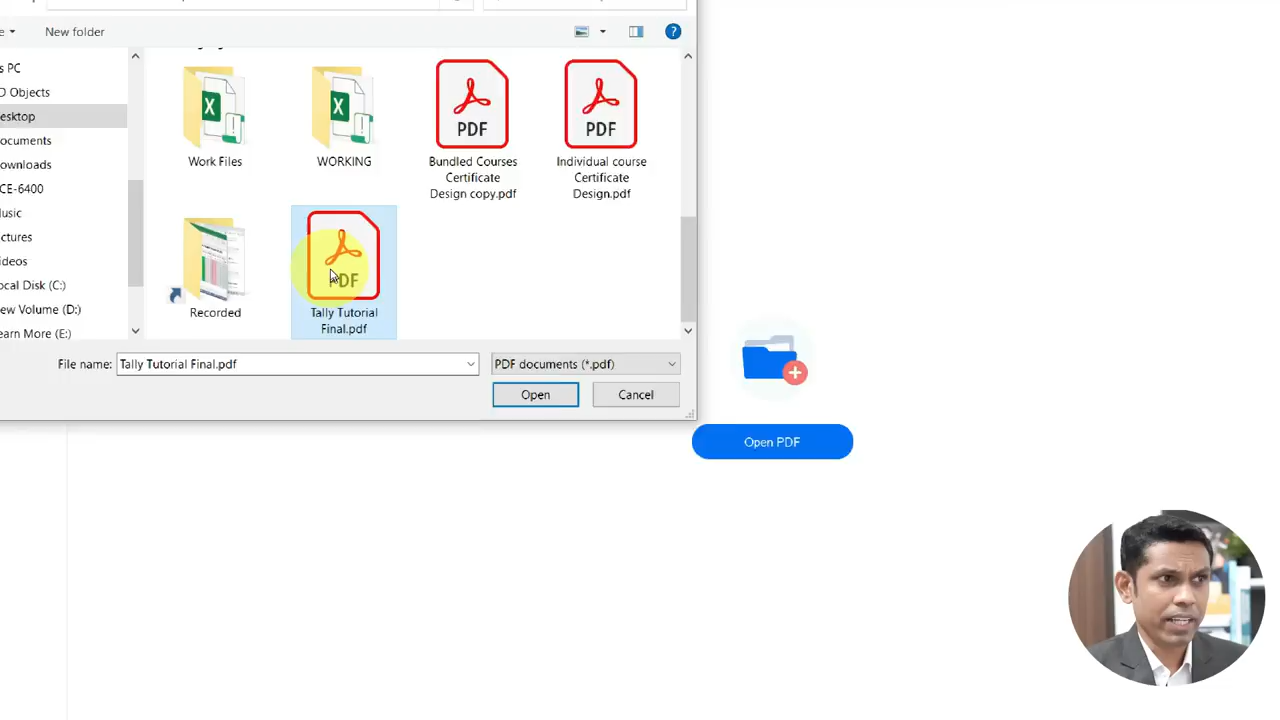 New folder
?
s PC
D Objects
esktop
ocuments
ownloads
CE-6400
usic
ctures
ideos
ocal Disk (C:)
ew Volume (D:)
earn More (E:)
Work Files
WORKING
PDF
Bundled Courses
Certificate
Design copy.pdf
PDF
Individual course
Certificate
Design.pdf
Recorded
PDF
Tally Tutorial
Final.pdf
File name:
Tally Tutorial Final.pdf
PDF documents (*.pdf)
Open
Cancel
Open PDF